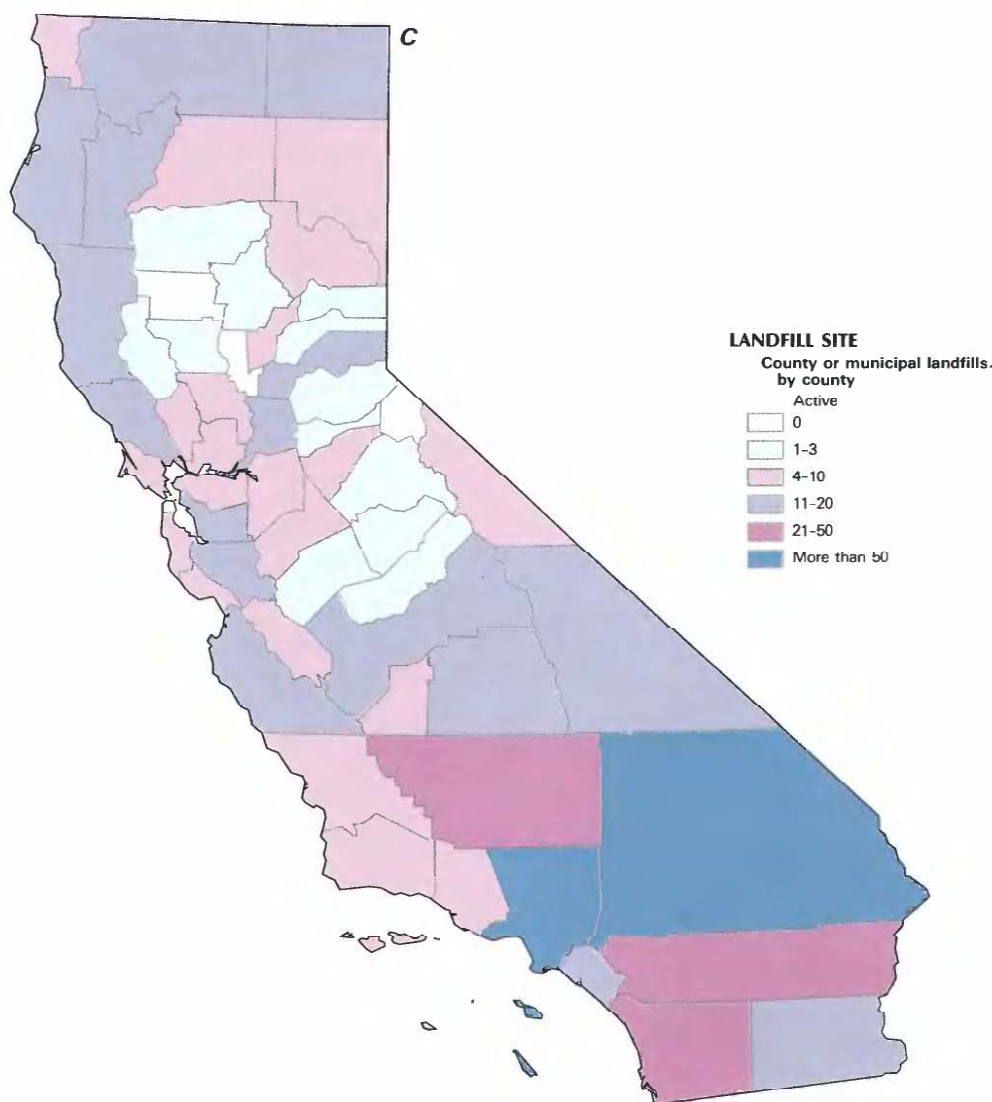 C
LANDFILL SITE
County or municipal landfills,
by county
Active
0
1-3
4-10
11-20
21-50
More than 50